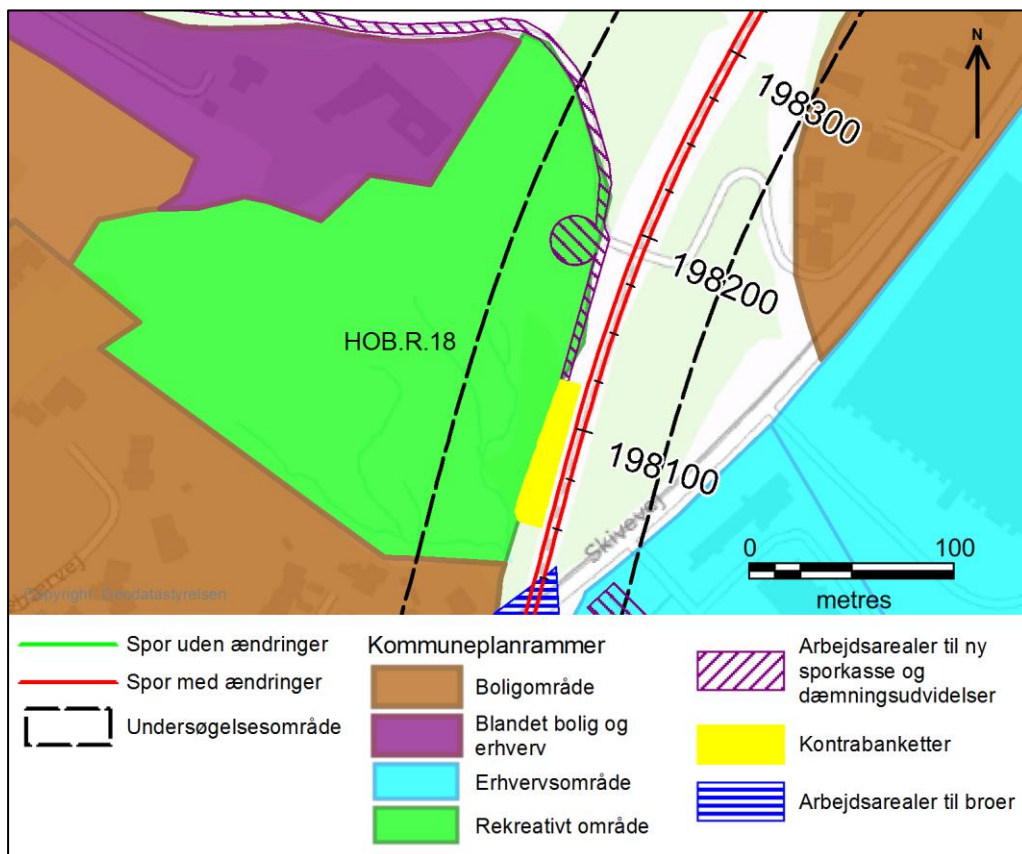 N
198300
198200
HOB.R.18
198100
Skivevej
0 100
metres
Copyright: Geodatastyrelsen
Spor uden ændringer
Spor med ændringer
Undersøgelsesområde
Kommuneplanrammer
Boligområde
Blandet bolig og
erhverv
Erhvervsområde
Rekreativt område
Arbejdsarealer til ny
sporkasse og
dæmningsudvidelser
Kontrabanketter
Arbejdsarealer til broer